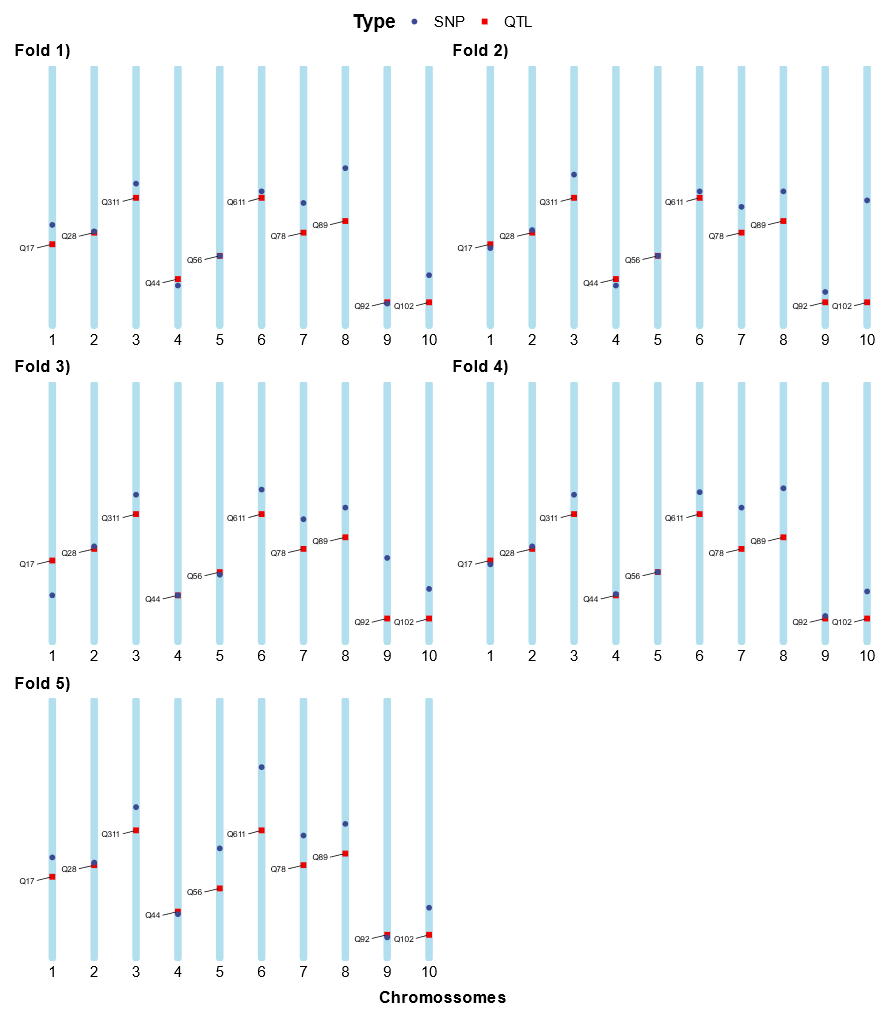 Type SNP QTL
Fold 1) Fold 2)
Q311 Q611 Q311 Q611
Q89 Q89
Q28 Q78 Q28 Q78
Q17 Q17
Q56 Q56
Q44 Q44
Q92 Q102 Q92 Q102
1 2 3 4 5 6 7 8 9 10 1 2 3 4 5 6 7 8 9 10
Fold 3) Fold 4)
Q311 Q611 Q311 Q611
Q89 Q89
Q28 Q78 Q28 Q78
Q17 Q17
Q56 Q56
Q44 Q44
Q92 Q102 Q92 Q102
1 2 3 4 5 6 7 8 9 10 1 2 3 4 5 6 7 8 9 10
Fold 5)
Q311 Q611
Q89
Q28 Q78
Q17
Q56
Q44
Q92 Q102
1 2 3 4 5 6 7 8 9 10
Chromossomes